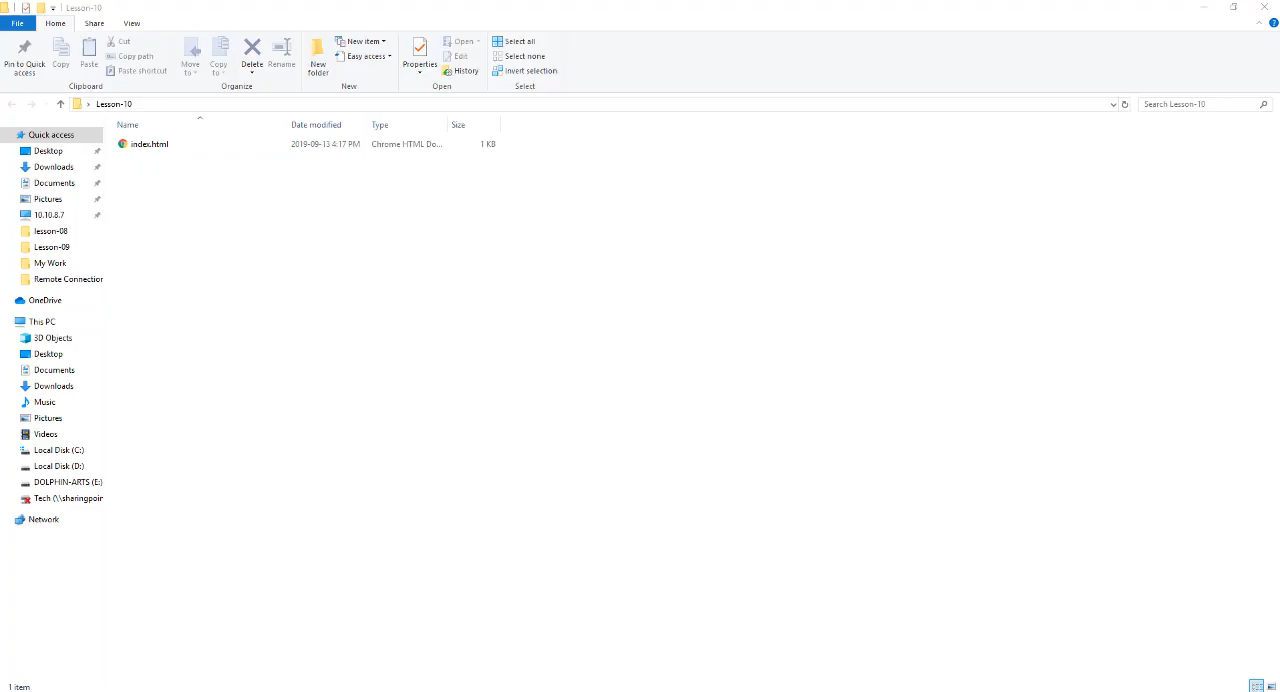 Lesson-10
File Home Share View
Pin to Quick access
Copy
Paste
Cut
Copy path
Paste shortcut
Clipboard
Move to
Copy to
Delete
Rename
Organize
New folder
New item
Easy access
New
Properties
Open
Edit
History
Open
Select all
Select none
Invert selection
Select
Lesson-10
Search Lesson-10
Name Date modified Type Size
index.html 2019-09-13 4:17 PM Chrome HTML Do... 1 KB
Quick access
Desktop
Downloads
Documents
Pictures
10.10.8.7
lesson-08
Lesson-09
My Work
Remote Connection
OneDrive
This PC
3D Objects
Desktop
Documents
Downloads
Music
Pictures
Videos
Local Disk (C:)
Local Disk (D:)
DOLPHIN-ARTS (E:)
Tech (\\sharingpoin
Network
1 item